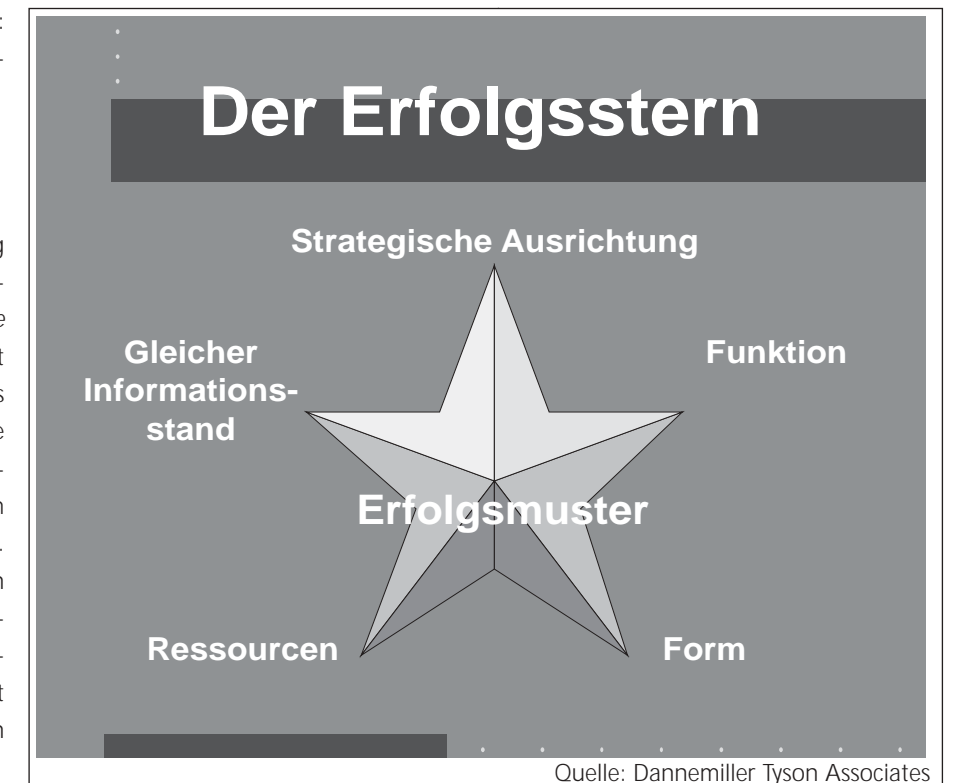 Der Erfolgsstern
Strategische Ausrichtung
Gleicher
Informations-
stand
Funktion
Erfolgsmuster
Ressourcen
Form
Quelle: Dannemiller Tyson Associates